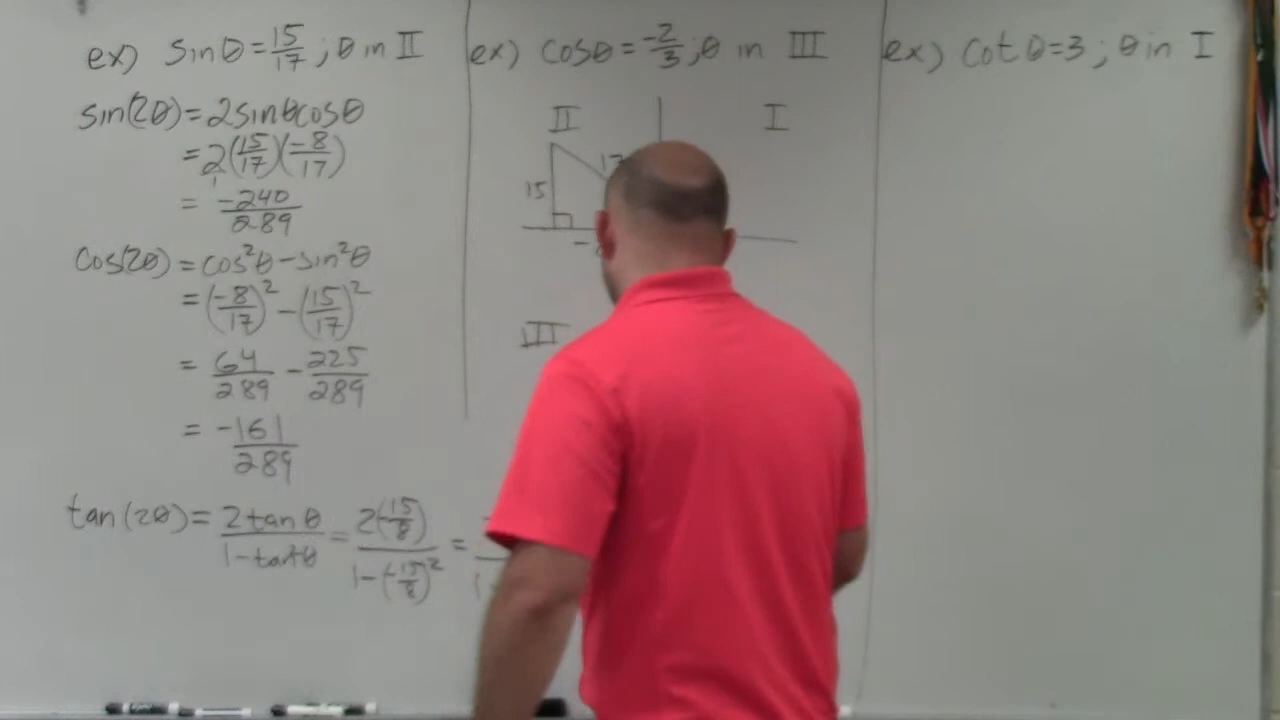 ex) sinθ = 15/17 ; θ in II
sin(2θ) = 2sinθcosθ
= 2(15/17)(-8/17)
= -240/289
cos(2θ) = cos²θ - sin²θ
= (-8/17)² - (15/17)²
= 64/289 - 225/289
= -161/289
tan(2θ) = 2tanθ/1-tan²θ = 2(-15/8)/1-(-15/8)² =
ex) cosθ = -2/3 ; θ in III
II I
15
III
ex) cotθ = 3 ; θ in I